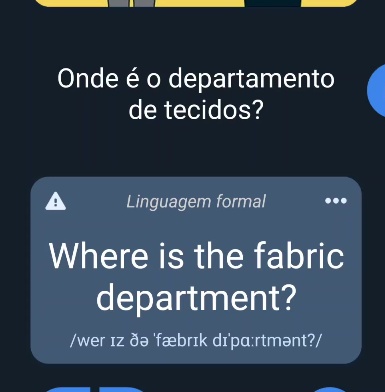 Onde é o departamento
de tecidos?
Linguagem formal
Where is the fabric
department?
/wer ɪz ðə ˈfæbrɪk dɪˈpɑːrtmənt?/